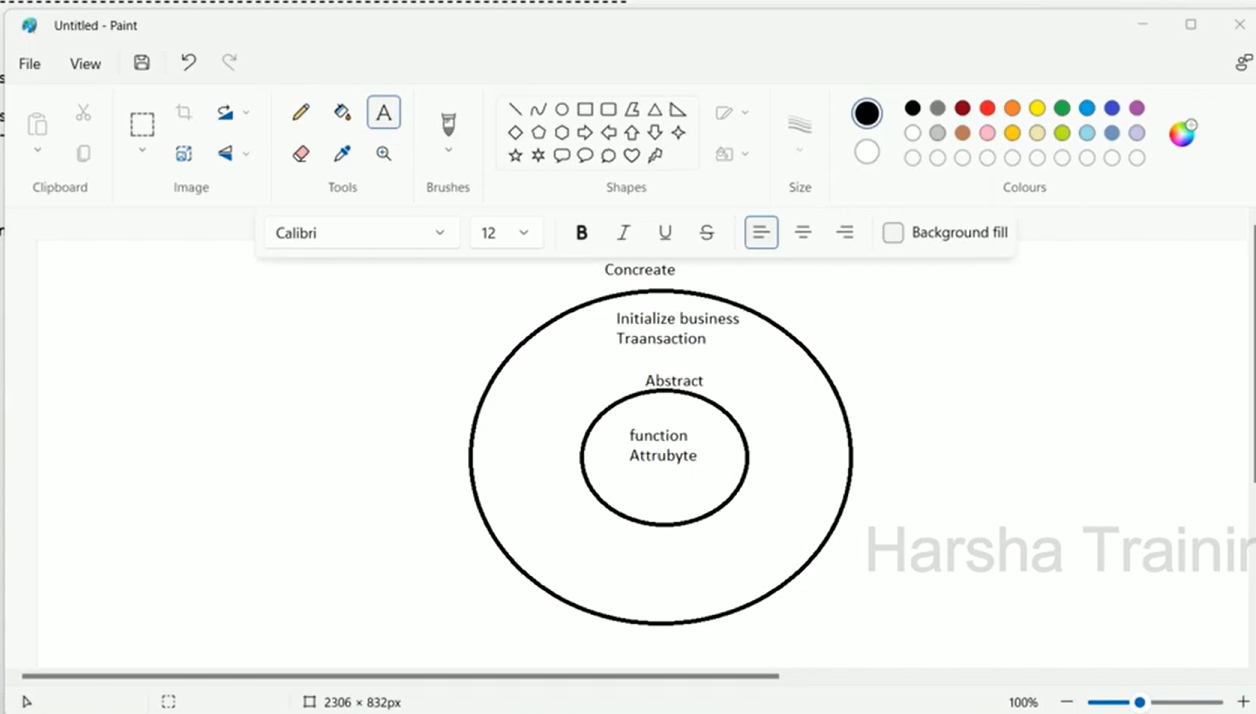 Untitled - Paint
File View
Clipboard Image Tools Brushes Shapes Size Colours
Calibri 12 B I U S Background fill
Concreate
Initialize business
Traansaction
Abstract
function
Attrubyte
Harsha Trainin
2306 × 832px 100%